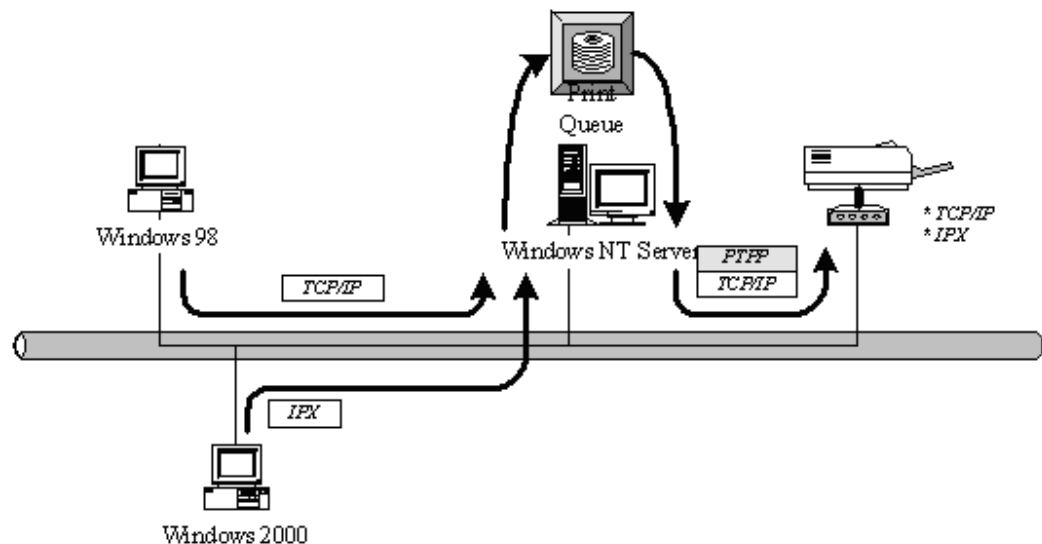 Print
Queue
Windows 98
Windows NT Server
* TCP/IP
* IPX
PTPP
TCP/IP
TCP/IP
IPX
Windows 2000